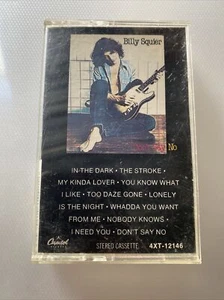 Billy Squier
No
IN THE DARK • THE STROKE •
MY KINDA LOVER • YOU KNOW WHAT
I LIKE • TOO DAZE GONE • LONELY
IS THE NIGHT • WHADDA YOU WANT
FROM ME • NOBODY KNOWS •
I NEED YOU • DON'T SAY NO
Capitol
STEREO CASSETTE 4XT-12146